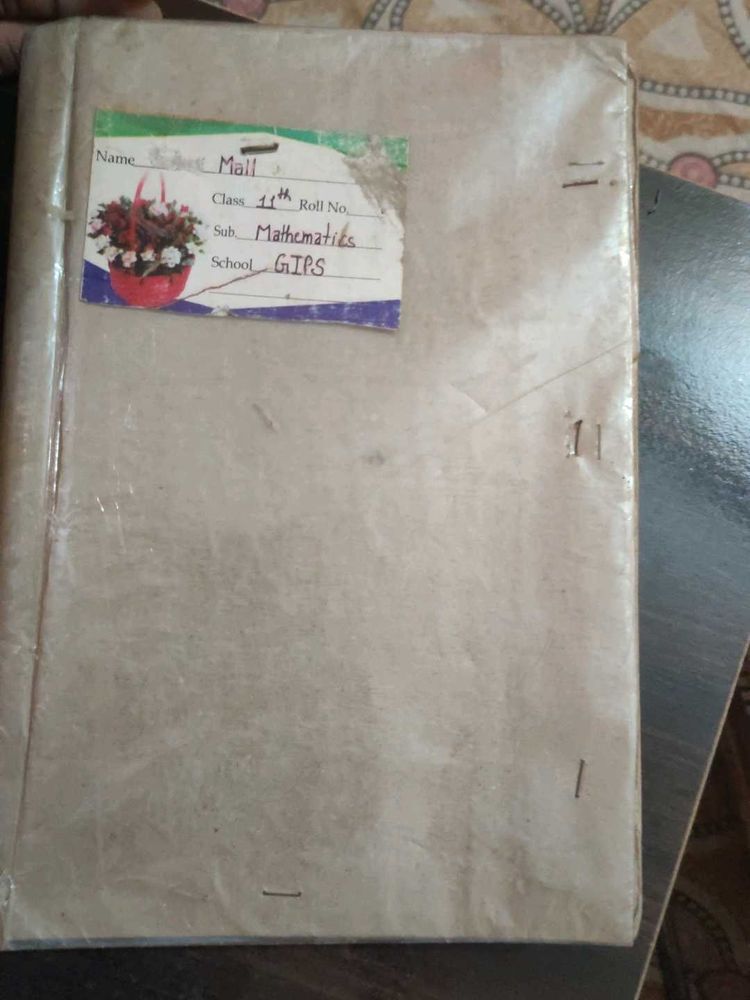 Name Mall
Class 11th Roll No.
Sub. Mathematics
School GIPS